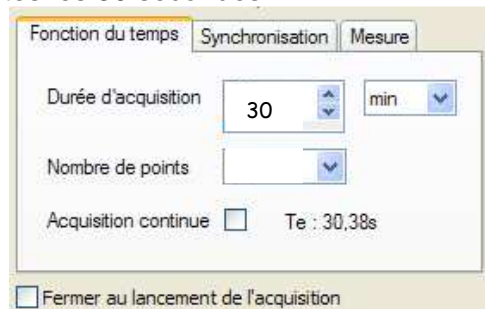 Fonction du temps Synchronisation Mesure
Durée d'acquisition 30 min
Nombre de points
Acquisition continue Te : 30,38s
Fermer au lancement de l'acquisition